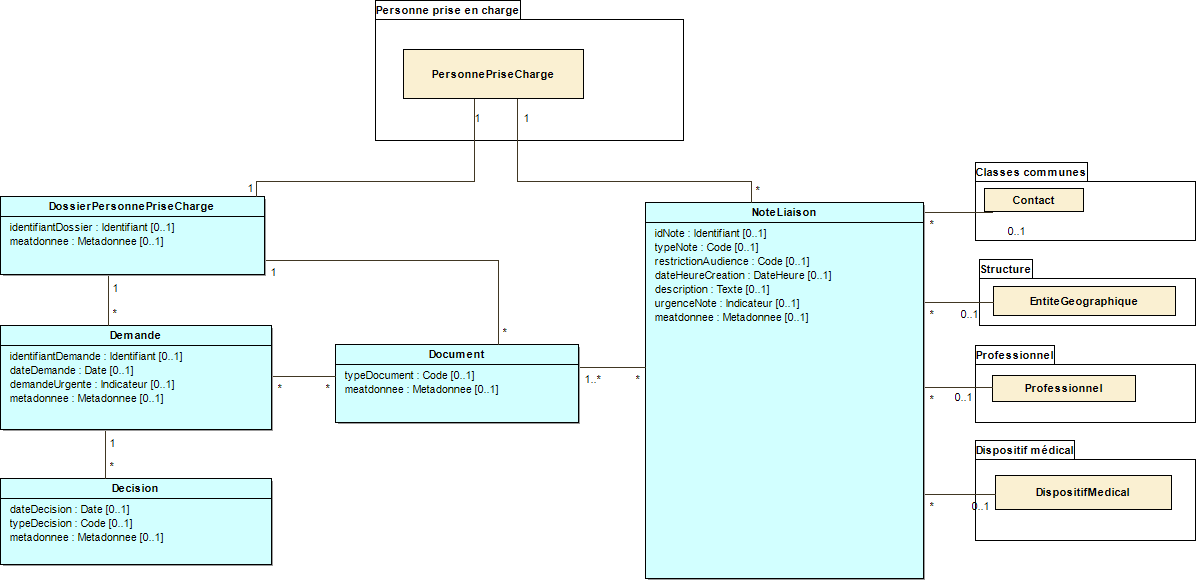 Personne prise en charge
PersonnePriseCharge
1
1
1
*
DossierPersonnePriseCharge
identifiantDossier : Identifiant [0..1]
meatdonnee : Metadonnee [0..1]
1
*
1
*
Demande
identifiantDemande : Identifiant [0..1]
dateDemande : Date [0..1]
demandeUrgente : Indicateur [0..1]
metadonnee : Metadonnee [0..1]
*
*
1
*
Decision
dateDecision : Date [0..1]
typeDecision : Code [0..1]
metadonnee : Metadonnee [0..1]
Document
typeDocument : Code [0..1]
meatdonnee : Metadonnee [0..1]
1..*
*
NoteLiaison
idNote : Identifiant [0..1]
typeNote : Code [0..1]
restrictionAudience : Code [0..1]
dateHeureCreation : DateHeure [0..1]
description : Texte [0..1]
urgenceNote : Indicateur [0..1]
meatdonnee : Metadonnee [0..1]
Classes communes
Contact
*
0..1
Structure
EntiteGeographique
*
0..1
Professionnel
Professionnel
*
0..1
Dispositif médical
DispositifMedical
*
0..1